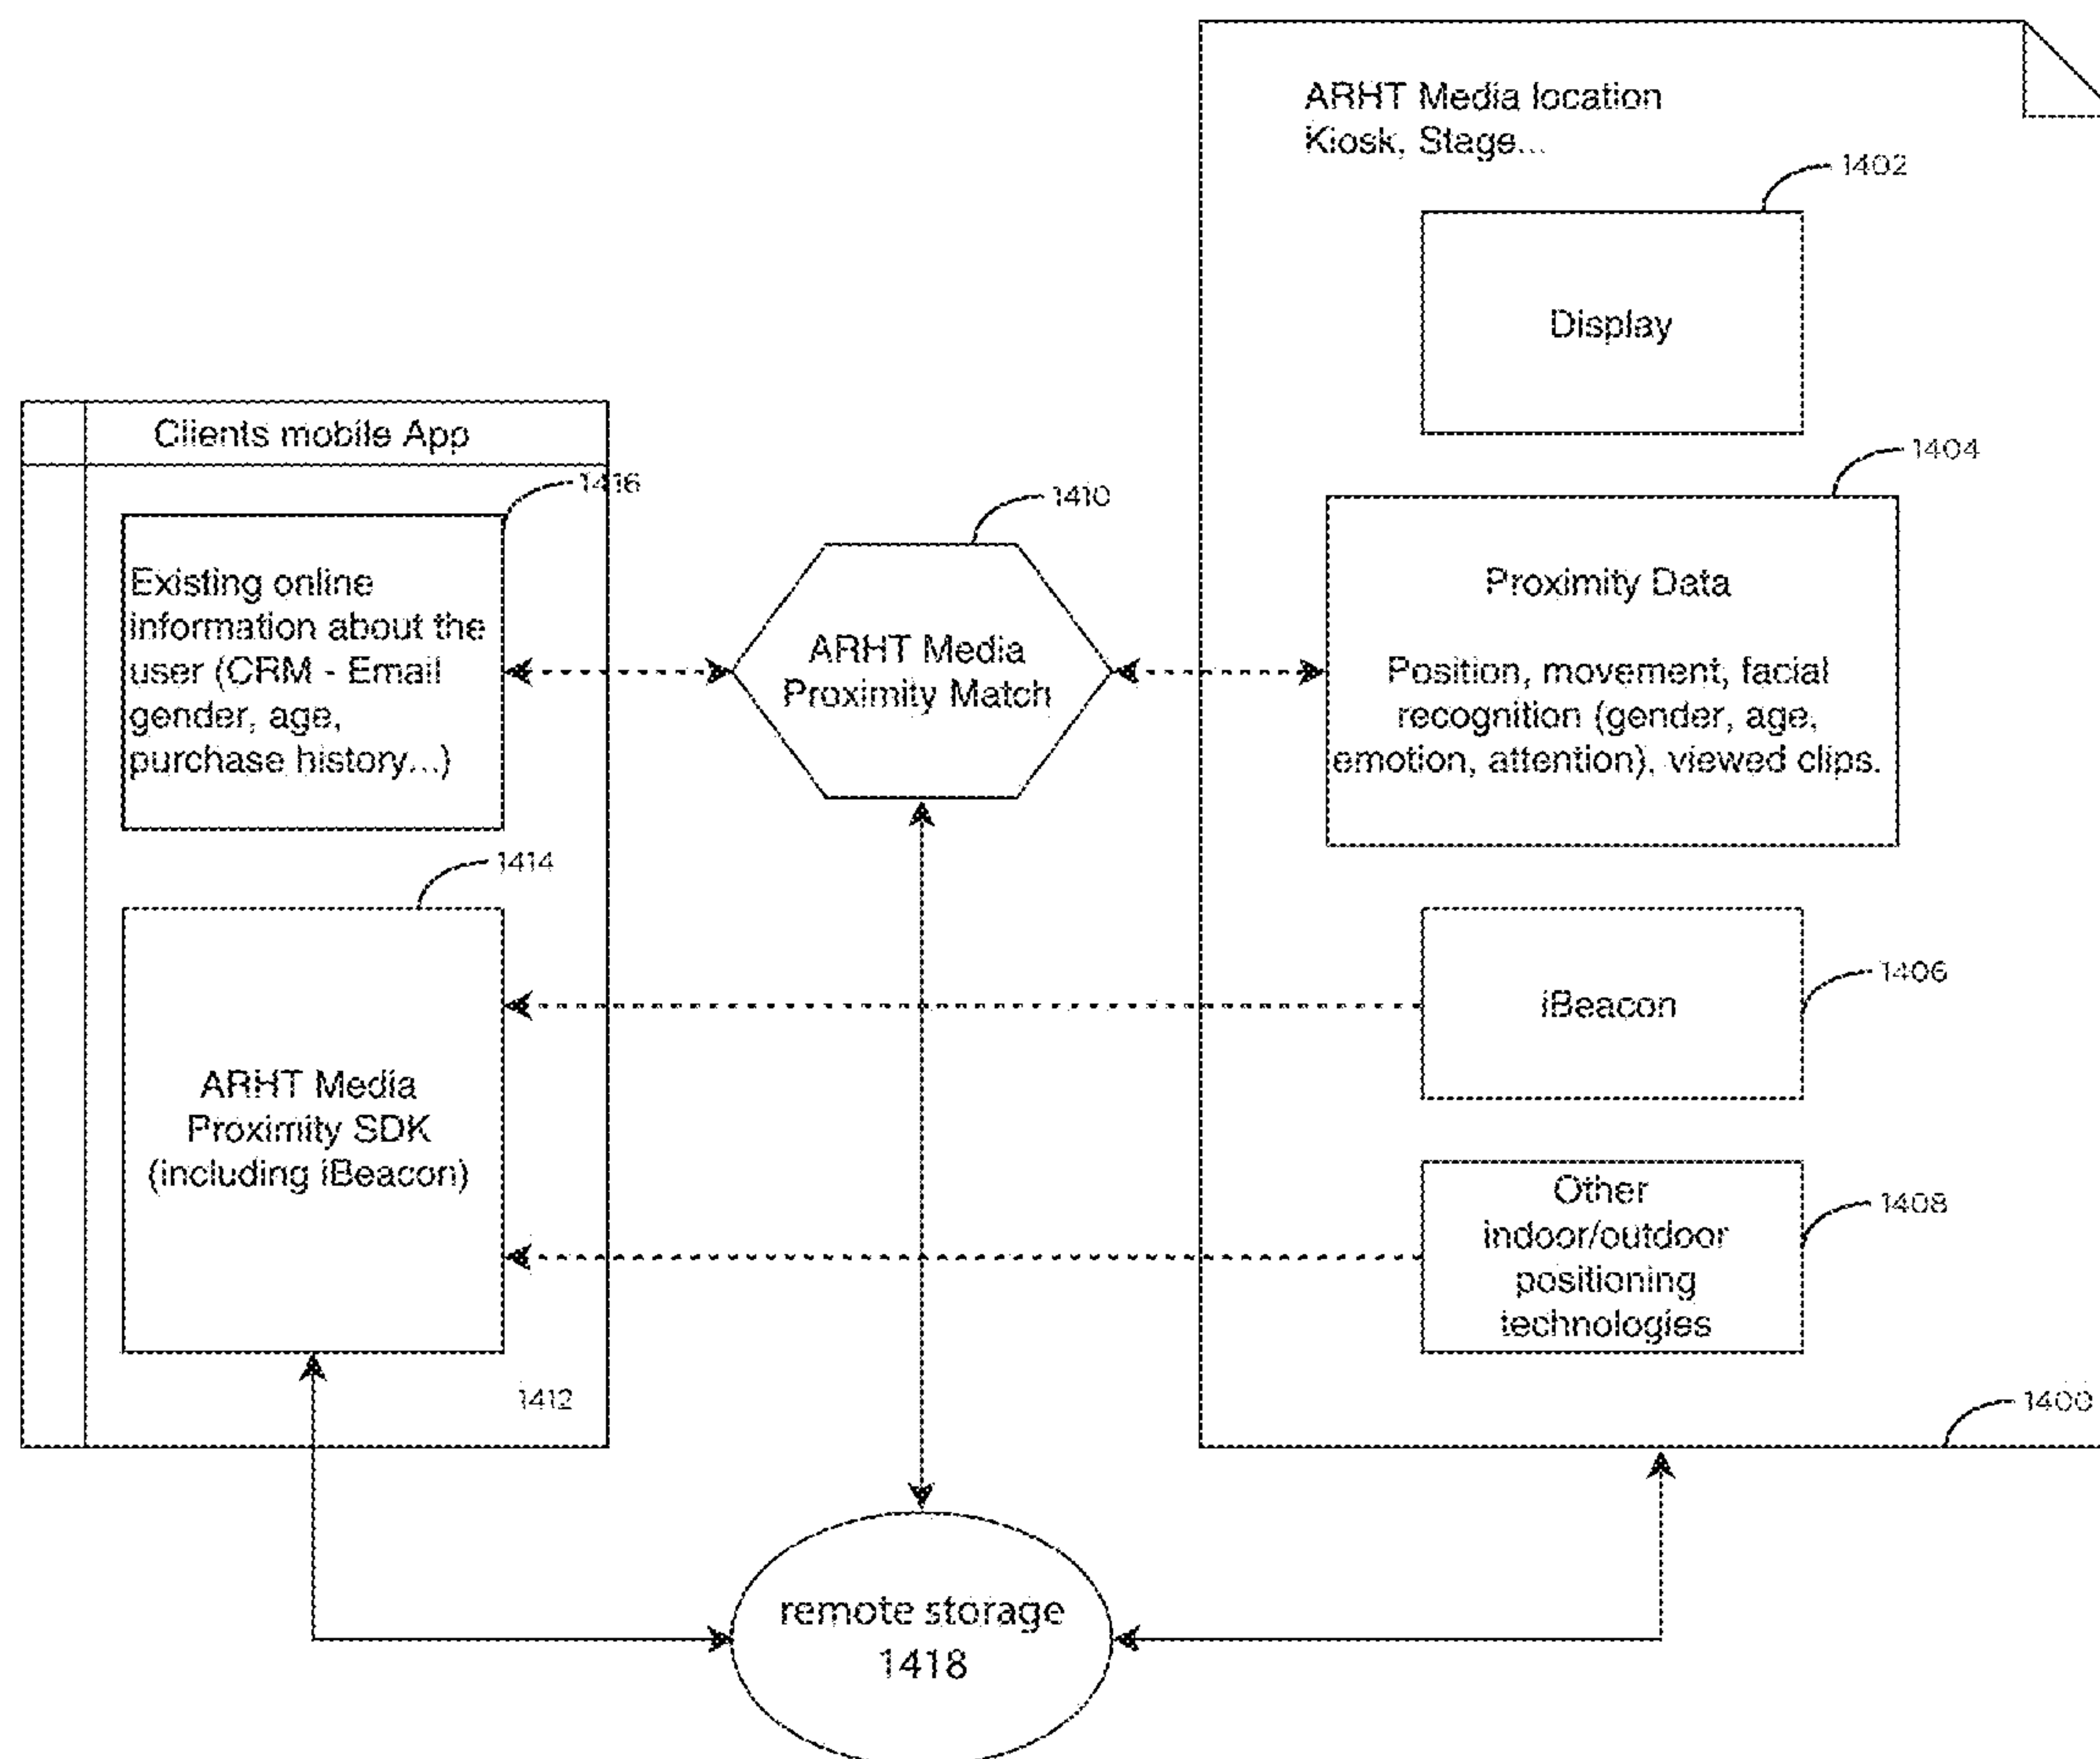 ARHT Media location
Kiosk, Stage...
1402
Display
Clients mobile App
1416
Existing online
information about the
user (CRM - Email
gender, age,
purchase history...)
1410
ARHT Media
Proximity Match
1404
Proximity Data
Position, movement, facial
recognition (gender, age,
emotion, attention), viewed clips.
1414
ARHT Media
Proximity SDK
(including iBeacon)
1412
iBeacon
1406
Other
indoor/outdoor
positioning
technologies
1408
1400
remote storage
1418